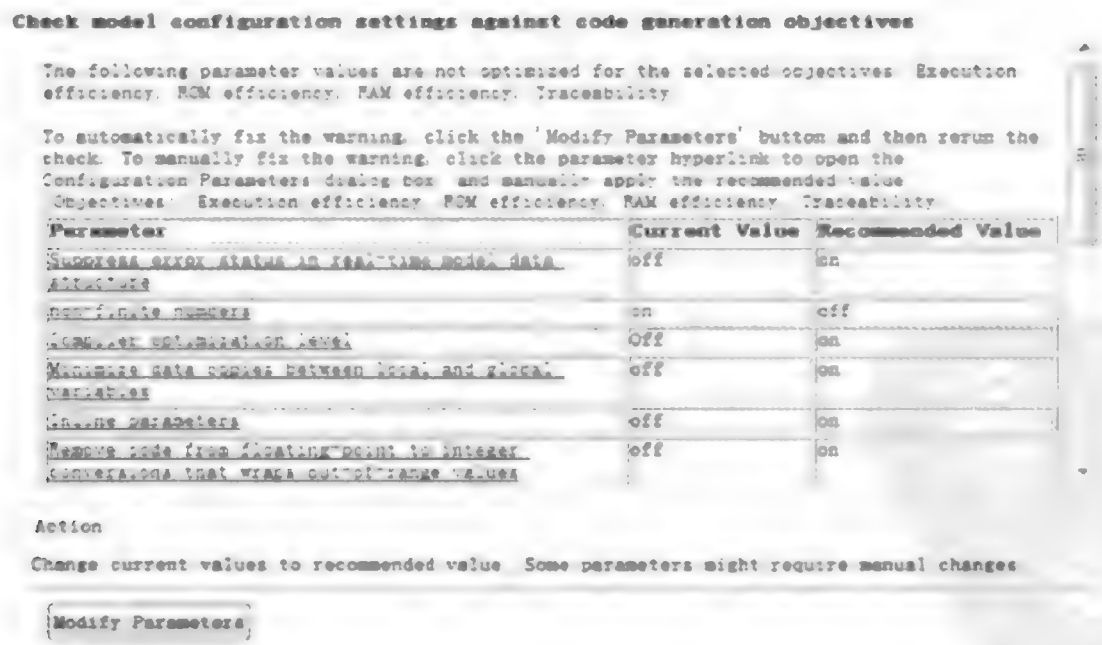 Check model configuration settings against code generation objectives
The following parameter values are not optimized for the selected objectives Execution
efficiency, ROM efficiency, RAM efficiency, Traceability
To automatically fix the warning, click the 'Modify Parameters' button and then rerun the
check. To manually fix the warning, click the parameter hyperlink to open the
Configuration Parameters dialog box and manually apply the recommended value
Objectives: Execution efficiency ROM efficiency, RAM efficiency Traceability
Parameter Current Value Recommended Value
Suppress error status in real-time model data off on
structure
non-finite numbers on off
Compiler optimization level Off on
Minimize data copies between local and global off on
variables
Inline parameters off on
Remove code from floating-point to integer off on
conversions that wraps out-of-range values
Action
Change current values to recommended value Some parameters might require manual changes
Modify Parameters